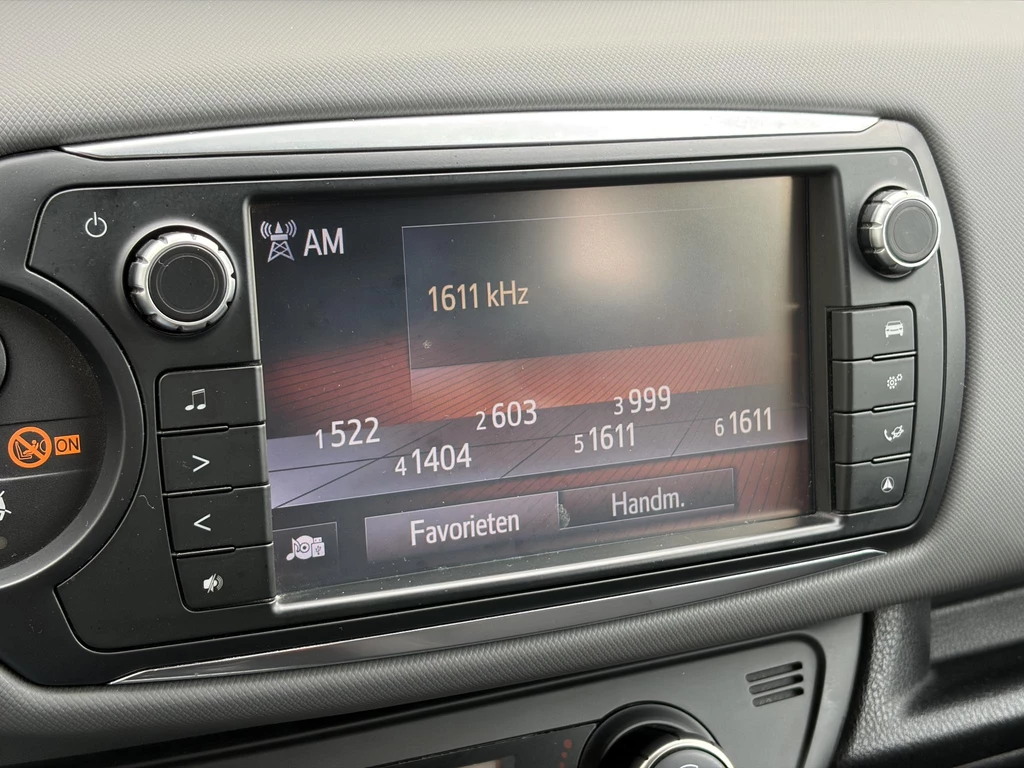 AM
1611 kHz
1 522
2 603
3 999
4 1404
5 1611
6 1611
Favorieten
Handm.
ON